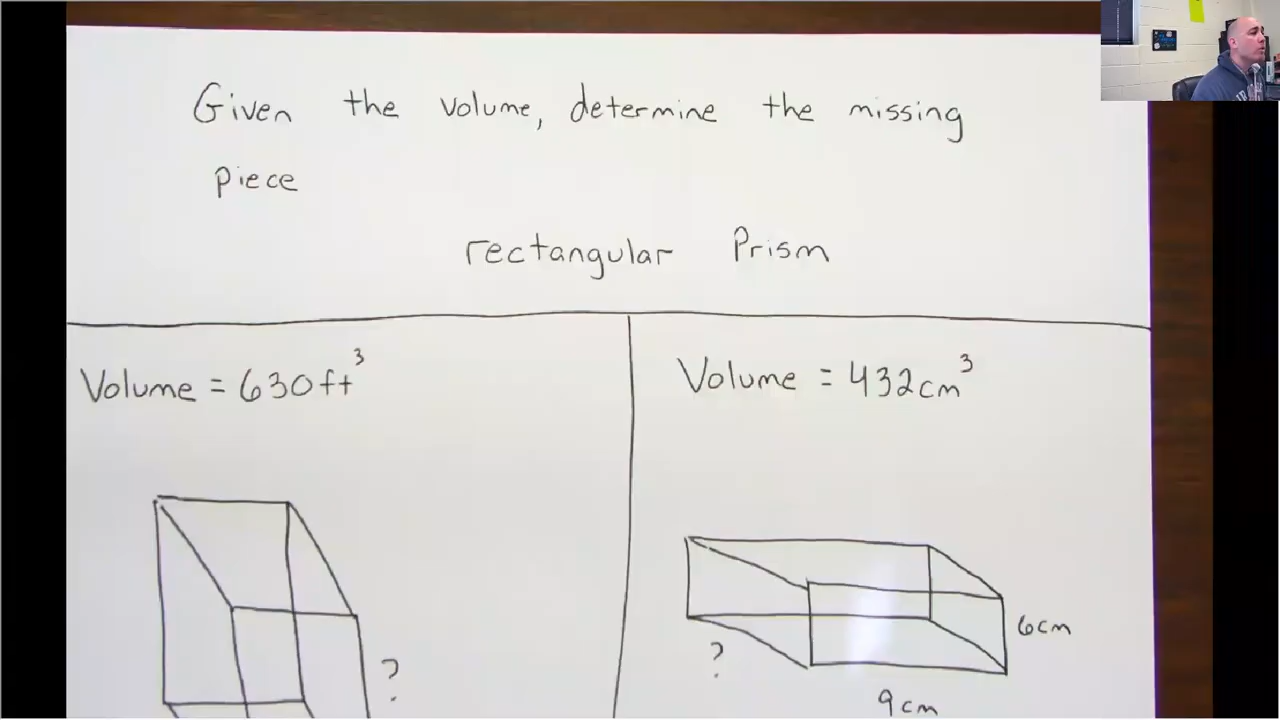 Given the volume, determine the missing
piece
rectangular Prism
Volume = 630ft³
Volume = 432cm³
6cm
?
?
9cm